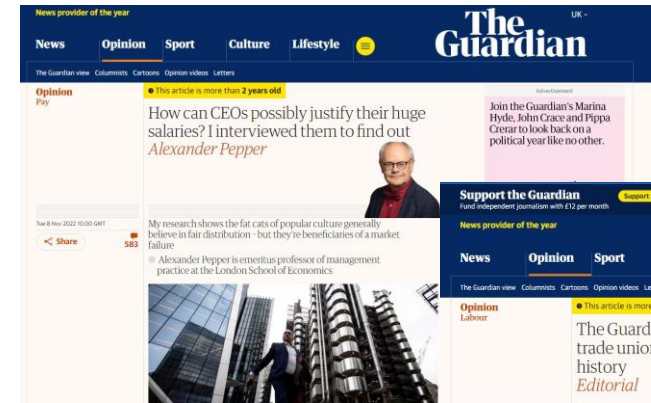 News provider of the year
UK
The
Guardian
News Opinion Sport Culture Lifestyle
The Guardian view Columnists Cartoons Opinion videos Letters
Opinion
Pay
This article is more than 2 years old
How can CEOs possibly justify their huge
salaries? I interviewed them to find out
Alexander Pepper
Tue 8 Nov 2022 10.00 GMT
Share
583
My research shows the fat cats of popular culture generally
believe in fair distribution – but they're beneficiaries of a market
failure
Alexander Pepper is emeritus professor of management
practice at the London School of Economics
Advertisement
Join the Guardian's Marina
Hyde, John Crace and Pippa
Crerar to look back on a
political year like no other.
Support the Guardian
Fund independent journalism with £12 per month
Support
News provider of the year
News Opinion Sport
The Guardian view Columnists Cartoons Opinion videos Le
Opinion
Labour
This article is more
The Guard
trade unio
history
Editorial